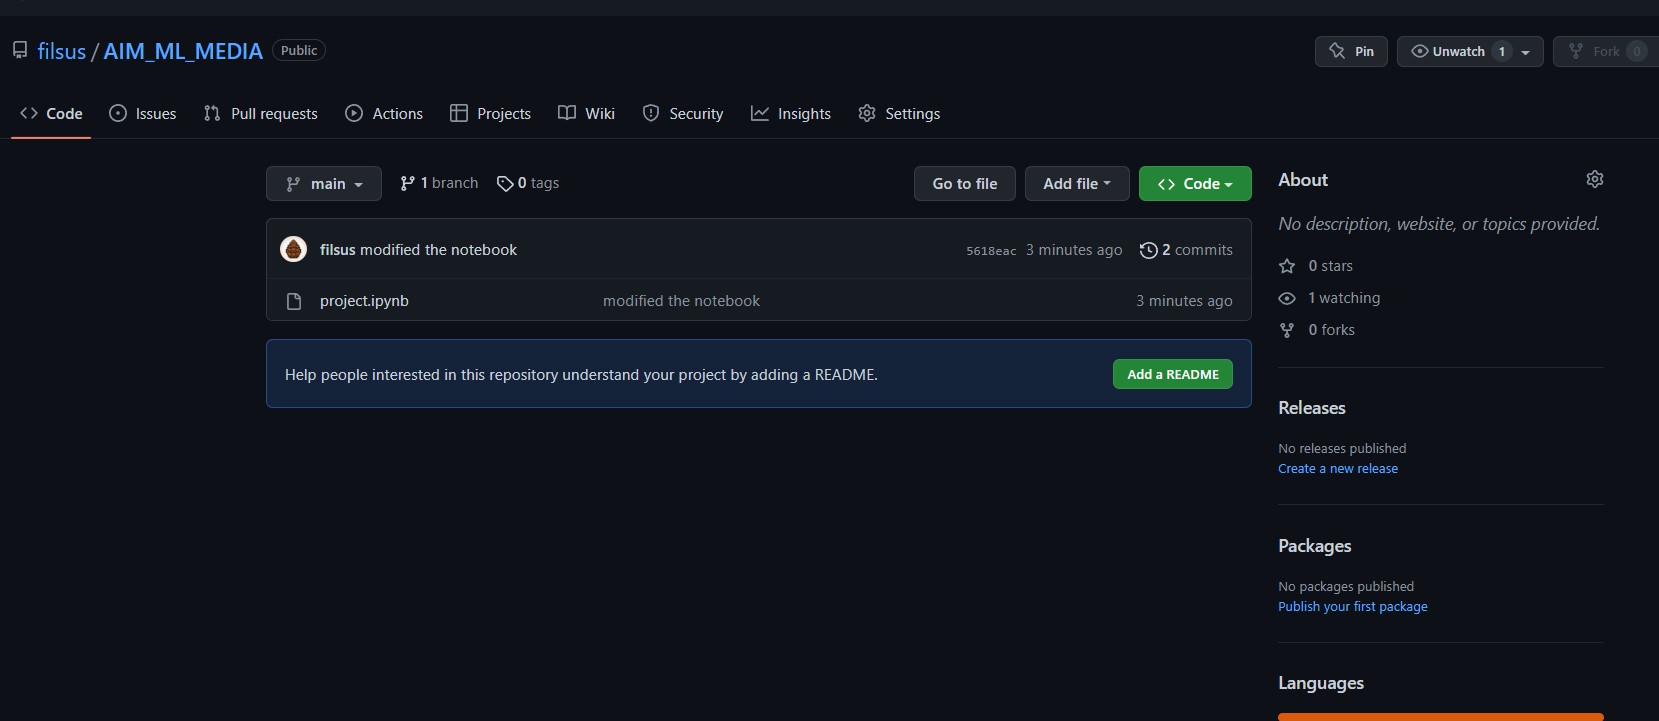 filsus / AIM_ML_MEDIA Public Pin Unwatch 1 Fork 0
Code Issues Pull requests Actions Projects Wiki Security Insights Settings
main 1 branch 0 tags Go to file Add file Code
filsus modified the notebook 5618eac 3 minutes ago 2 commits
project.ipynb modified the notebook 3 minutes ago
Help people interested in this repository understand your project by adding a README. Add a README
About
No description, website, or topics provided.
0 stars
1 watching
0 forks
Releases
No releases published
Create a new release
Packages
No packages published
Publish your first package
Languages